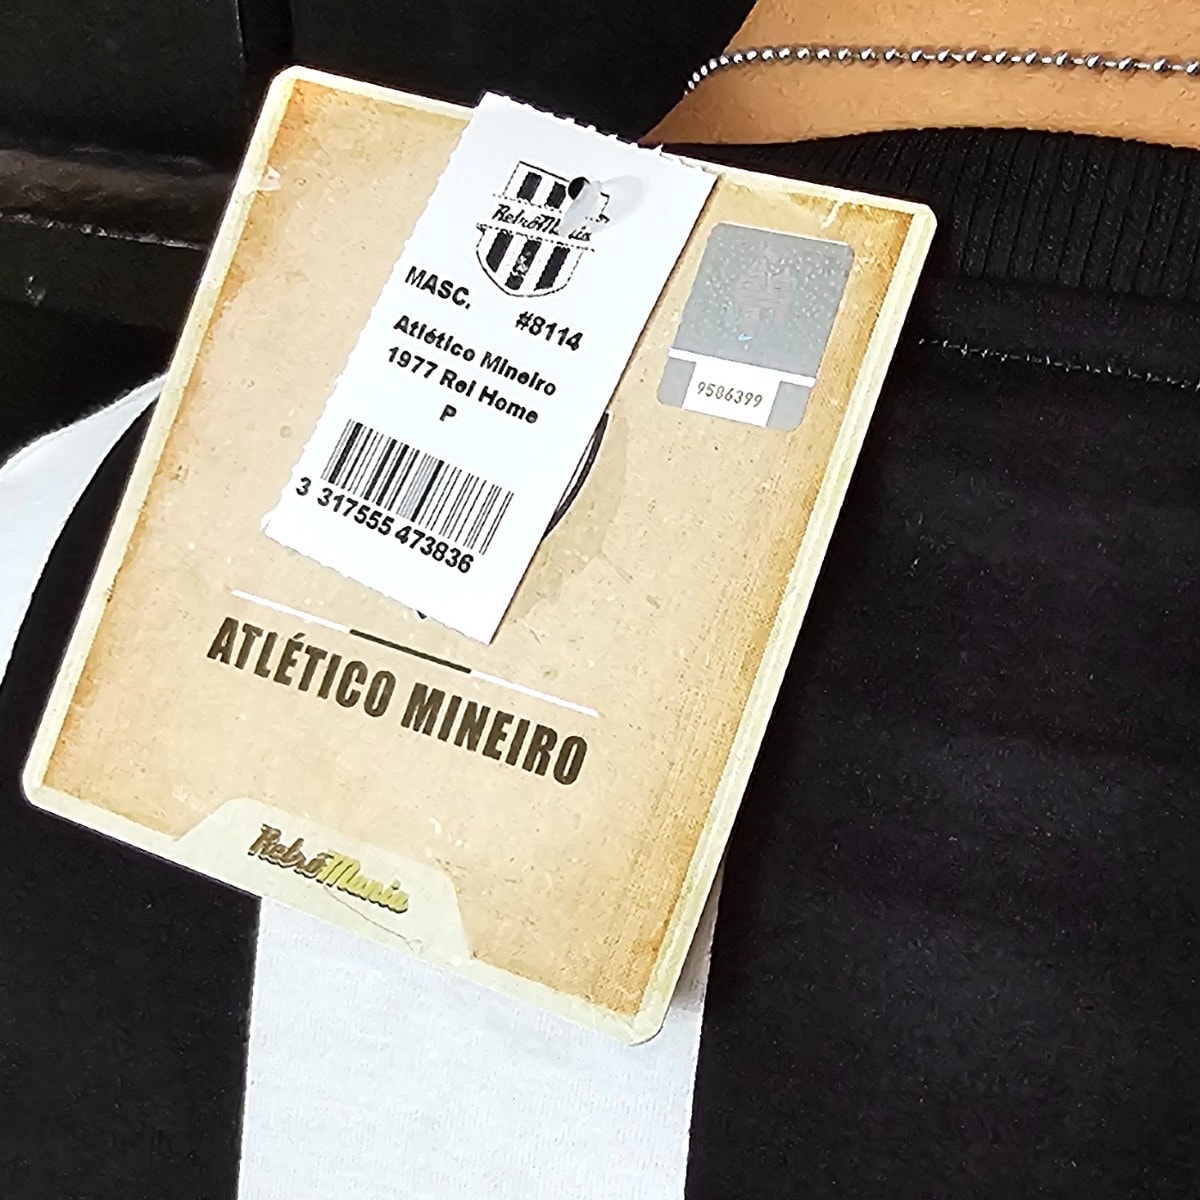 RetrôMania
MASC.
#8114
Atlético Mineiro
1977 Rei Home
P
3 317555 473836
9586399
ATLÉTICO MINEIRO
RetrôMania